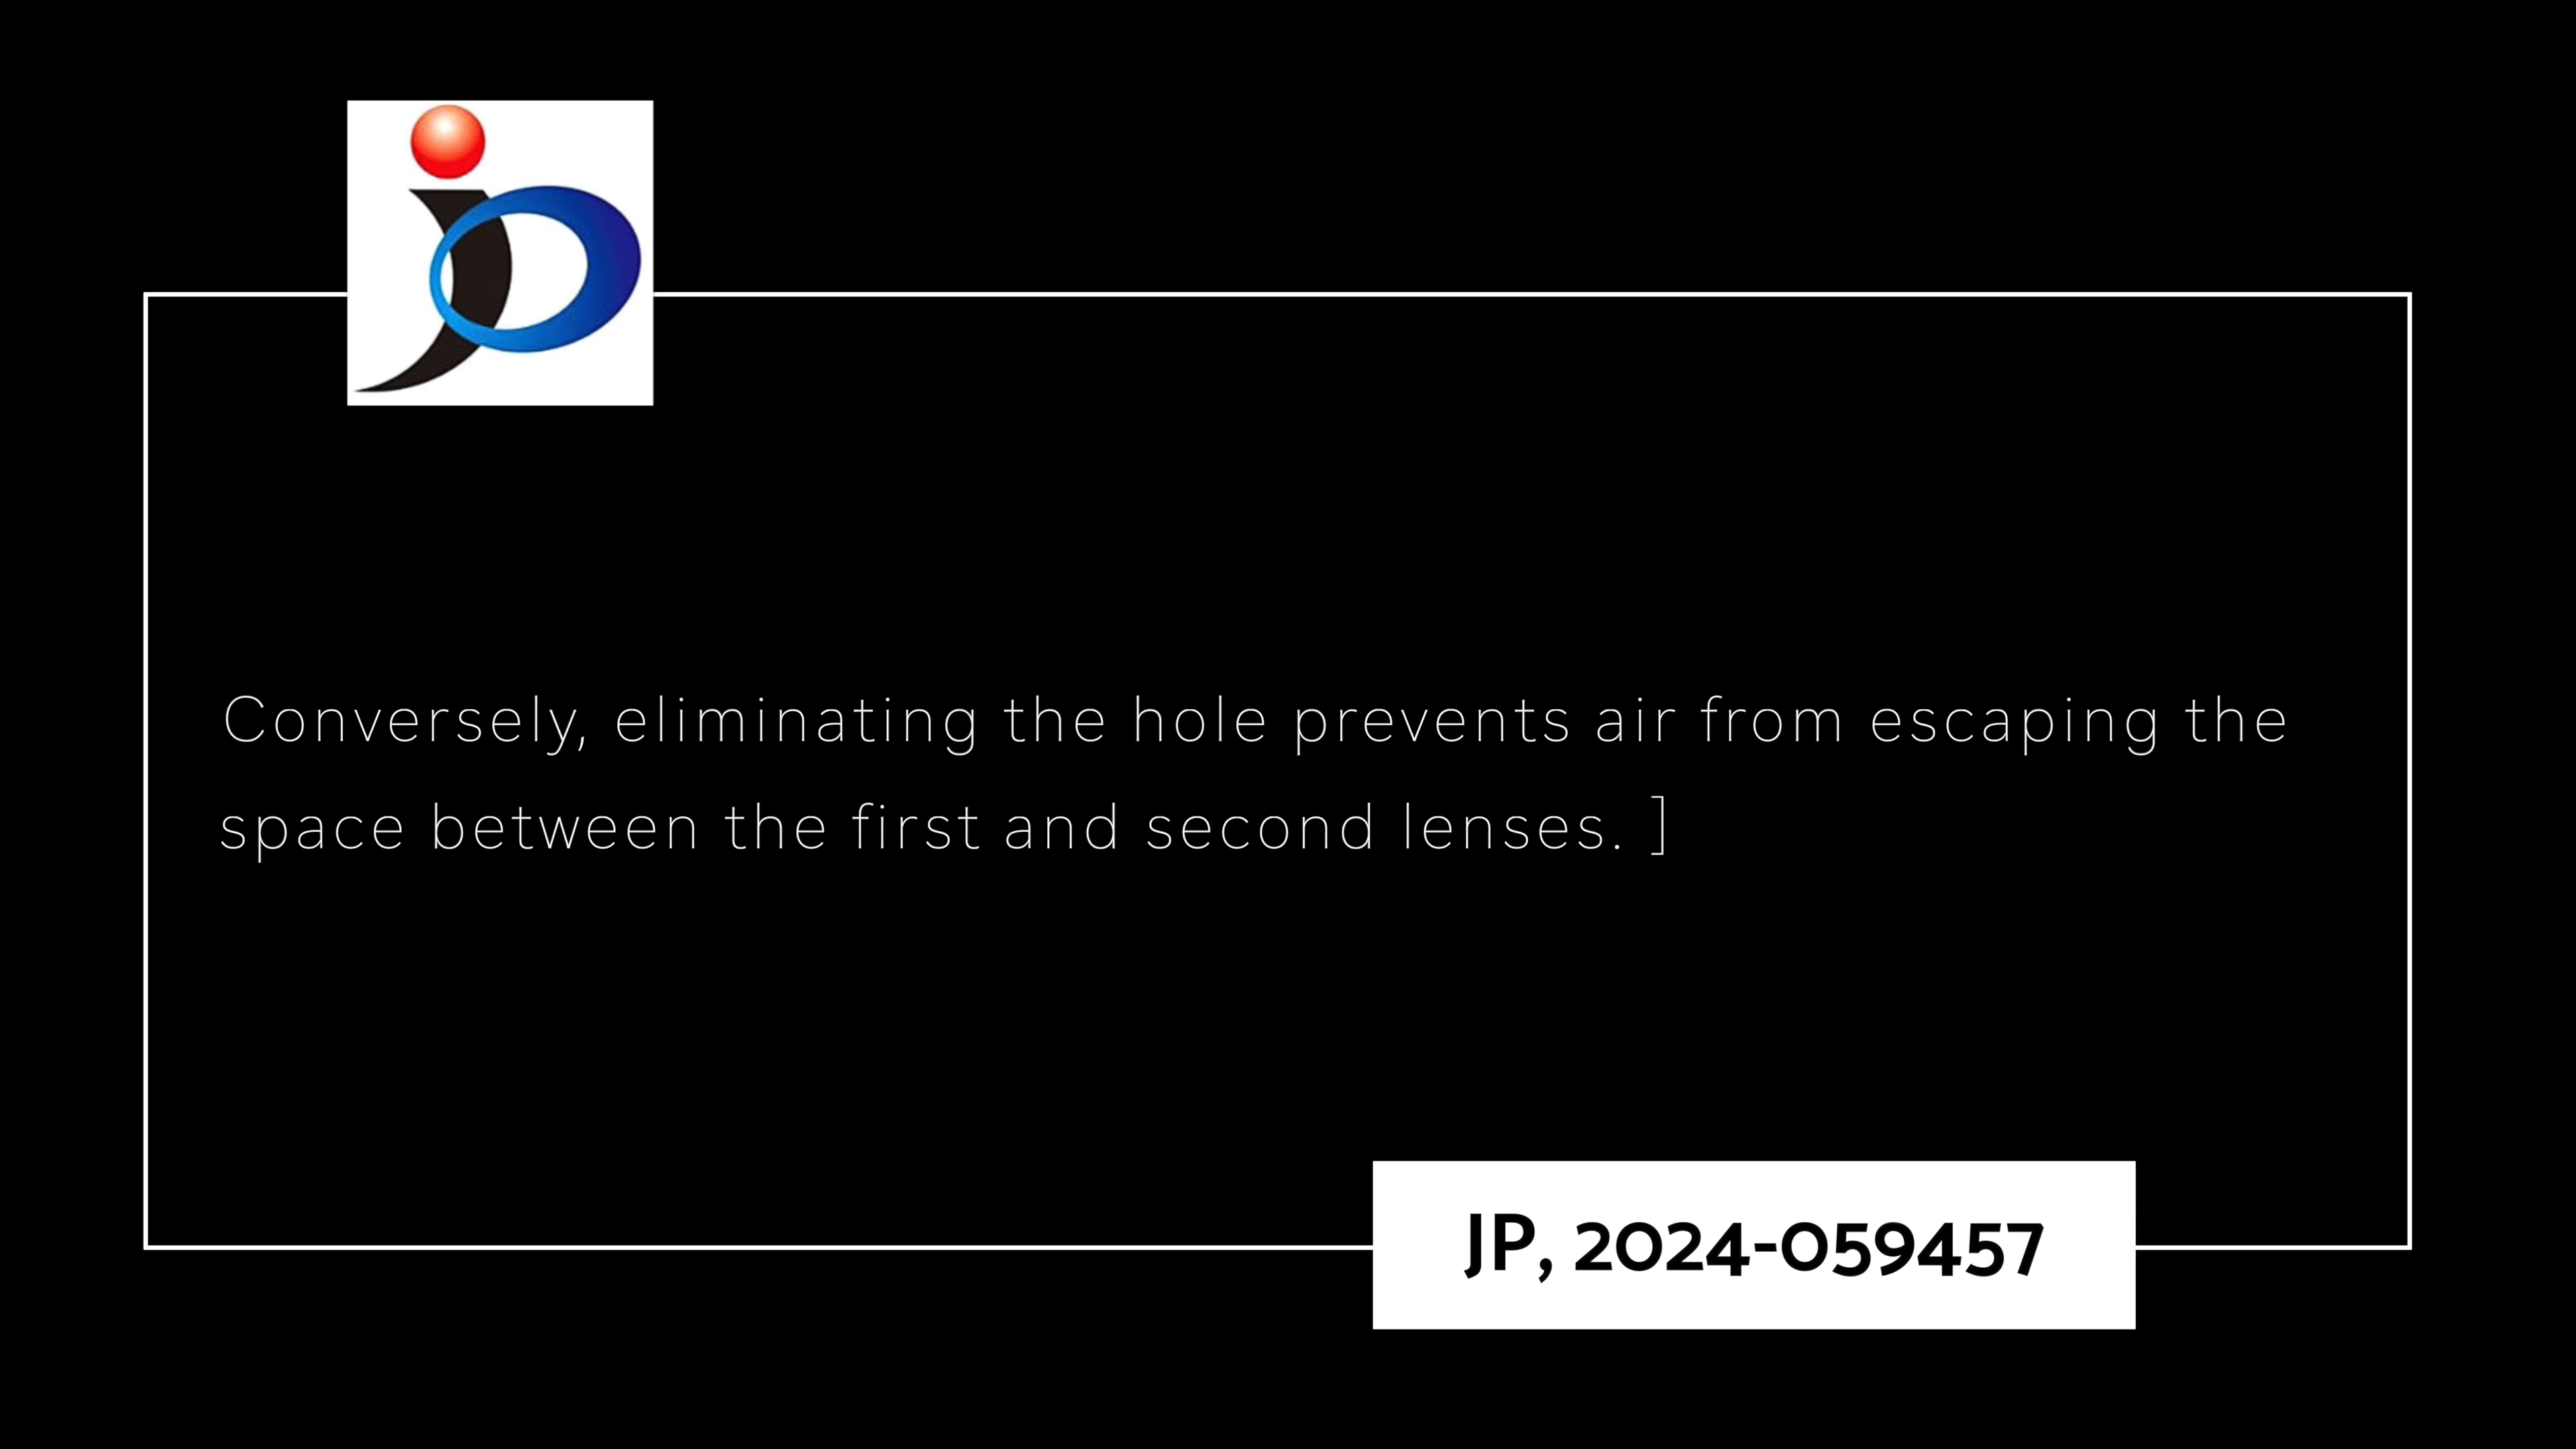 Conversely, eliminating the hole prevents air from escaping the
space between the first and second lenses. ]
JP, 2024-059457